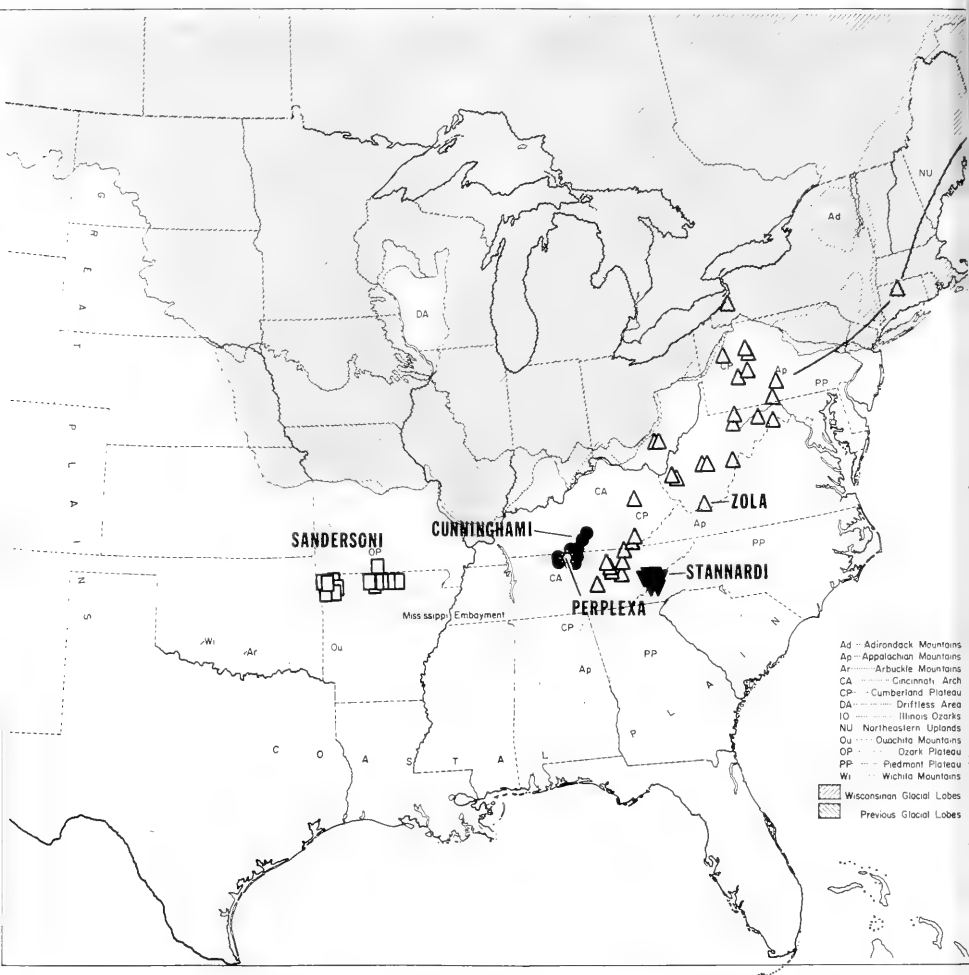 NU
Ad
G
R
E
A
T
DA
CP
Ap
PP
P
L
A
I
N
S
CA
CP
ZOLA
Ap
CUNNINGHAMI
SANDERSONI
OP
PP
CA
STANNARDI
PERPLEXA
Mississippi Embayment
CP
Wi
Ar
Ou
PP
Ap
C O A S T A L
P L A I N
Ad Adirondack Mountains
Ap Appalachian Mountains
Ar Arbuckle Mountains
CA Cincinnati Arch
CP Cumberland Plateau
DA Driftless Area
IO Illinois Ozarks
NU Northeastern Uplands
Ou Ouachita Mountains
OP Ozark Plateau
PP Piedmont Plateau
Wi Wichita Mountains
Wisconsinan Glacial Lobes
Previous Glacial Lobes